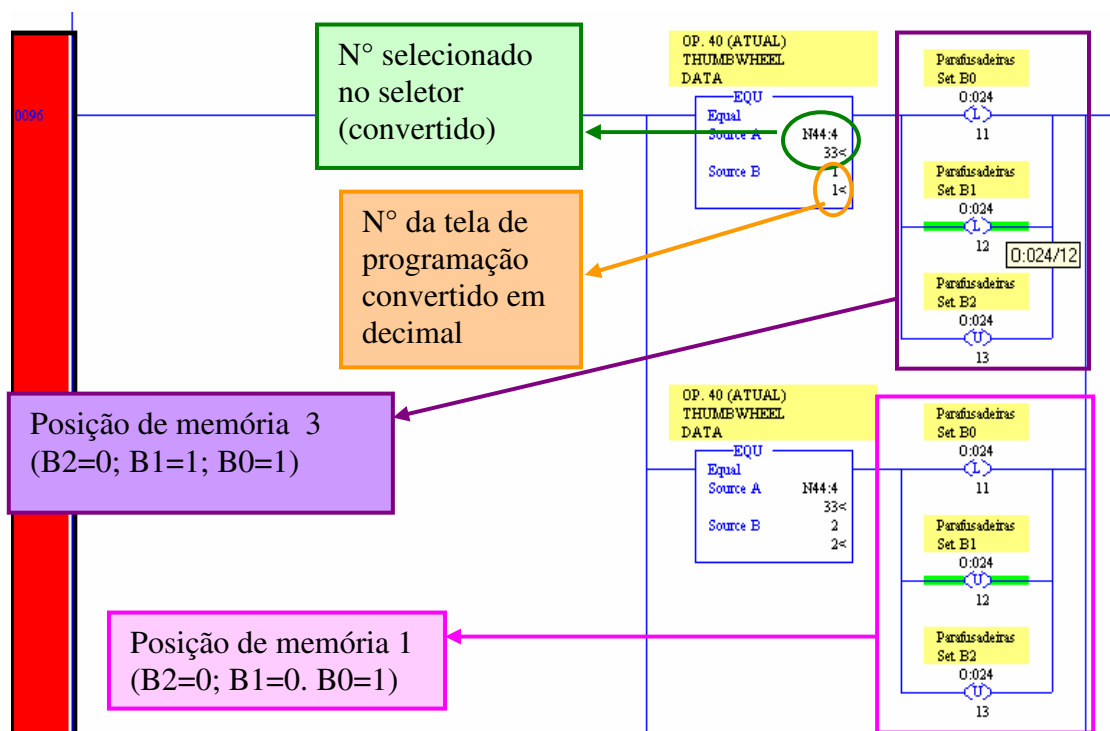 0096
N° selecionado
no seletor
(convertido)
N° da tela de
programação
convertido em
decimal
OP. 40 (ATUAL)
THUMBWHEEL
DATA
EQU
Equal
Source A N44:4
33<
Source B 1
1<
Parafusadeiras
Set B0
O:024
L
11
Parafusadeiras
Set B1
O:024
L
12
O:024/12
Parafusadeiras
Set B2
O:024
U
13
Posição de memória 3
(B2=0; B1=1; B0=1)
OP. 40 (ATUAL)
THUMBWHEEL
DATA
EQU
Equal
Source A N44:4
33<
Source B 2
2<
Parafusadeiras
Set B0
O:024
L
11
Parafusadeiras
Set B1
O:024
U
12
Parafusadeiras
Set B2
O:024
U
13
Posição de memória 1
(B2=0; B1=0. B0=1)